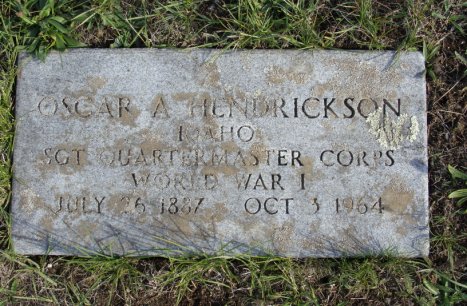 OSCAR A HENDRICKSON
IDAHO
SGT QUARTERMASTER CORPS
WORLD WAR I
JULY 26 1887 OCT 3 1964